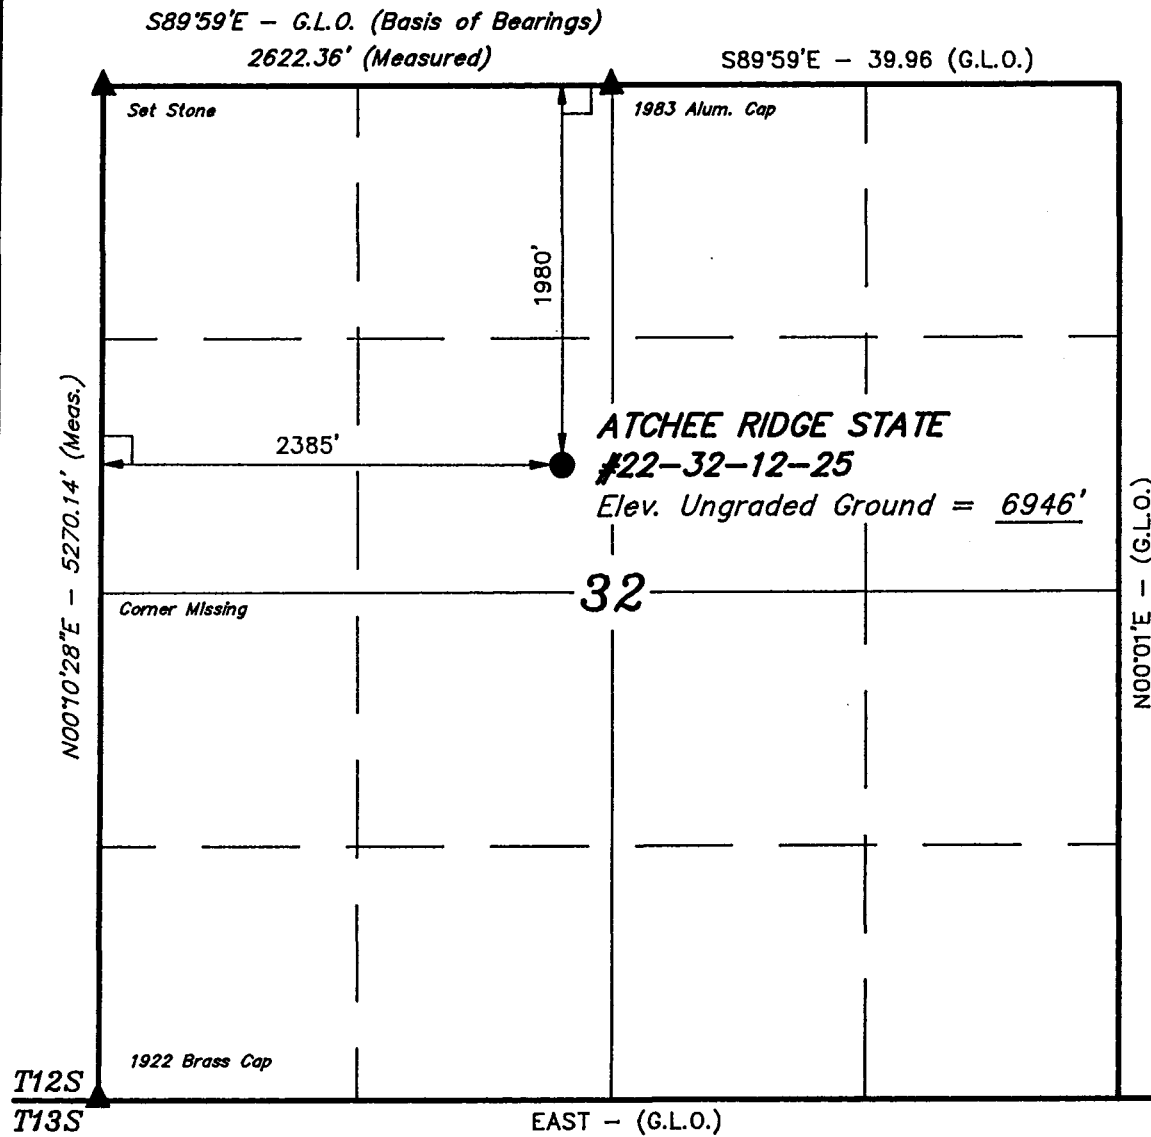 S89°59'E – G.L.O. (Basis of Bearings)
2622.36' (Measured)
S89°59'E – 39.96 (G.L.O.)
Set Stone
1983 Alum. Cap
1980'
2385'
ATCHEE RIDGE STATE
#22-32-12-25
Elev. Ungraded Ground = 6946'
N00°10'28"E – 5270.14' (Meas.)
N00°01'E – (G.L.O.)
32
Corner Missing
1922 Brass Cap
T12S
T13S
EAST – (G.L.O.)